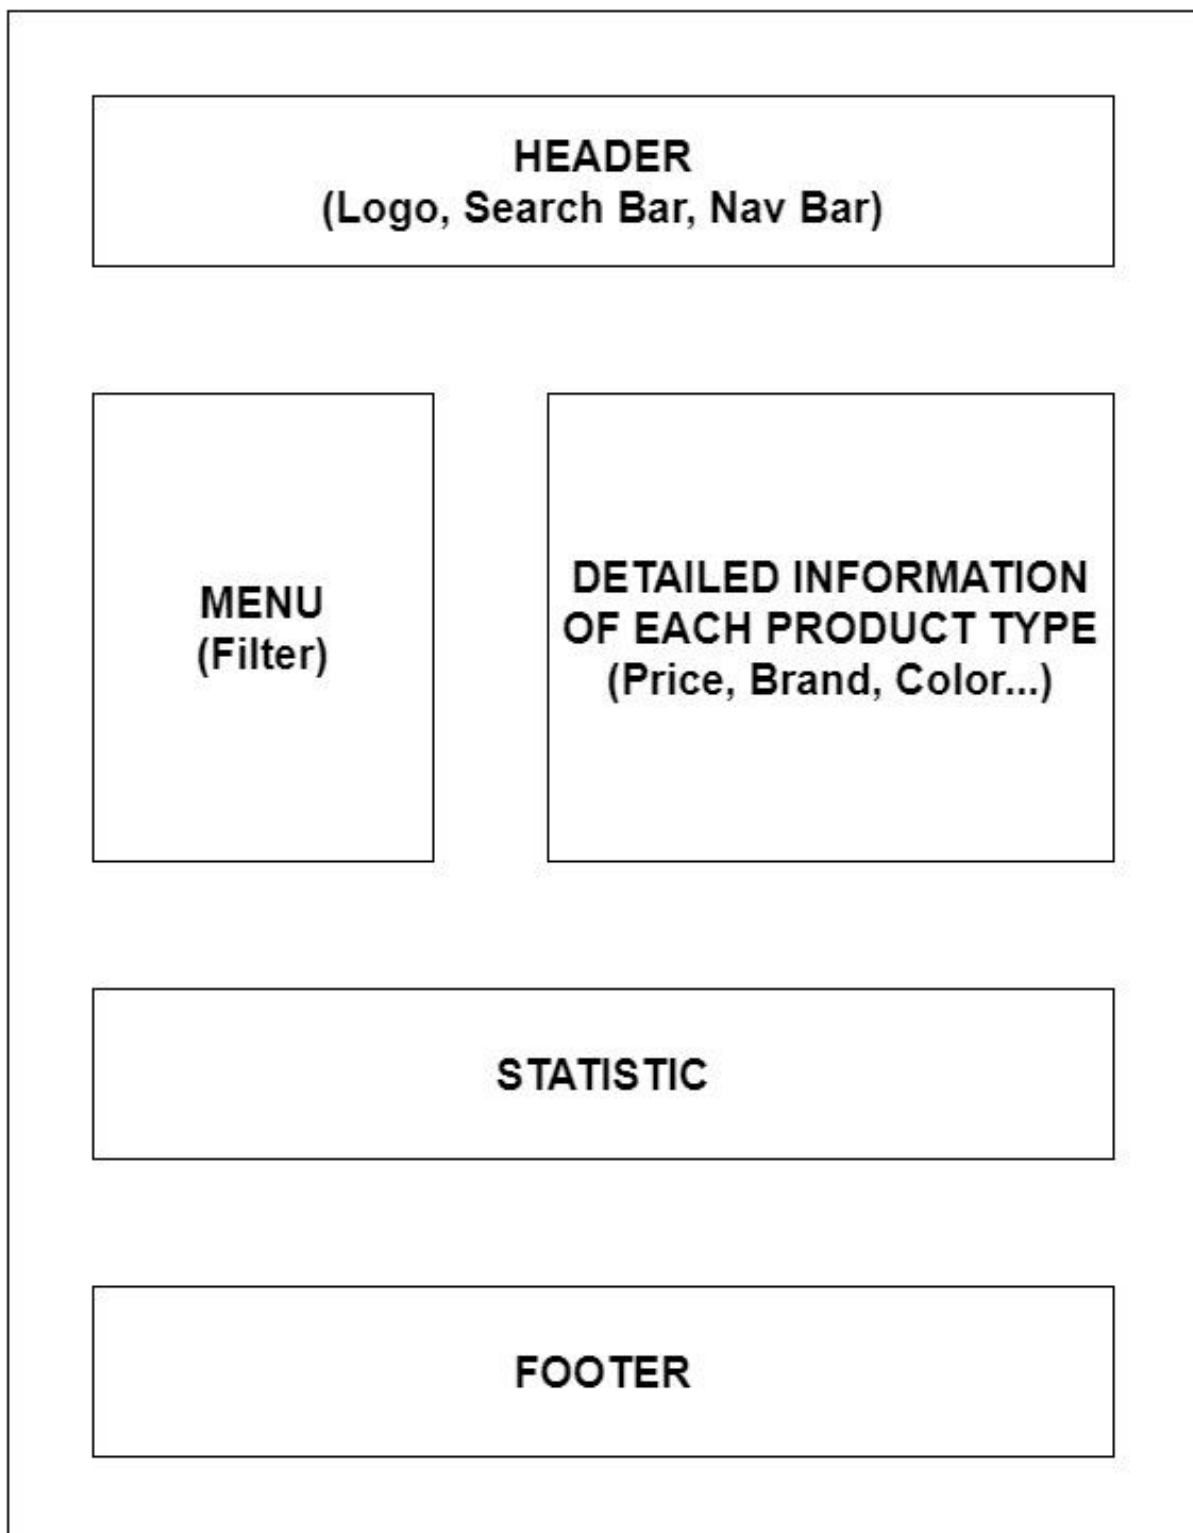 HEADER
(Logo, Search Bar, Nav Bar)
MENU
(Filter)
DETAILED INFORMATION
OF EACH PRODUCT TYPE
(Price, Brand, Color...)
STATISTIC
FOOTER